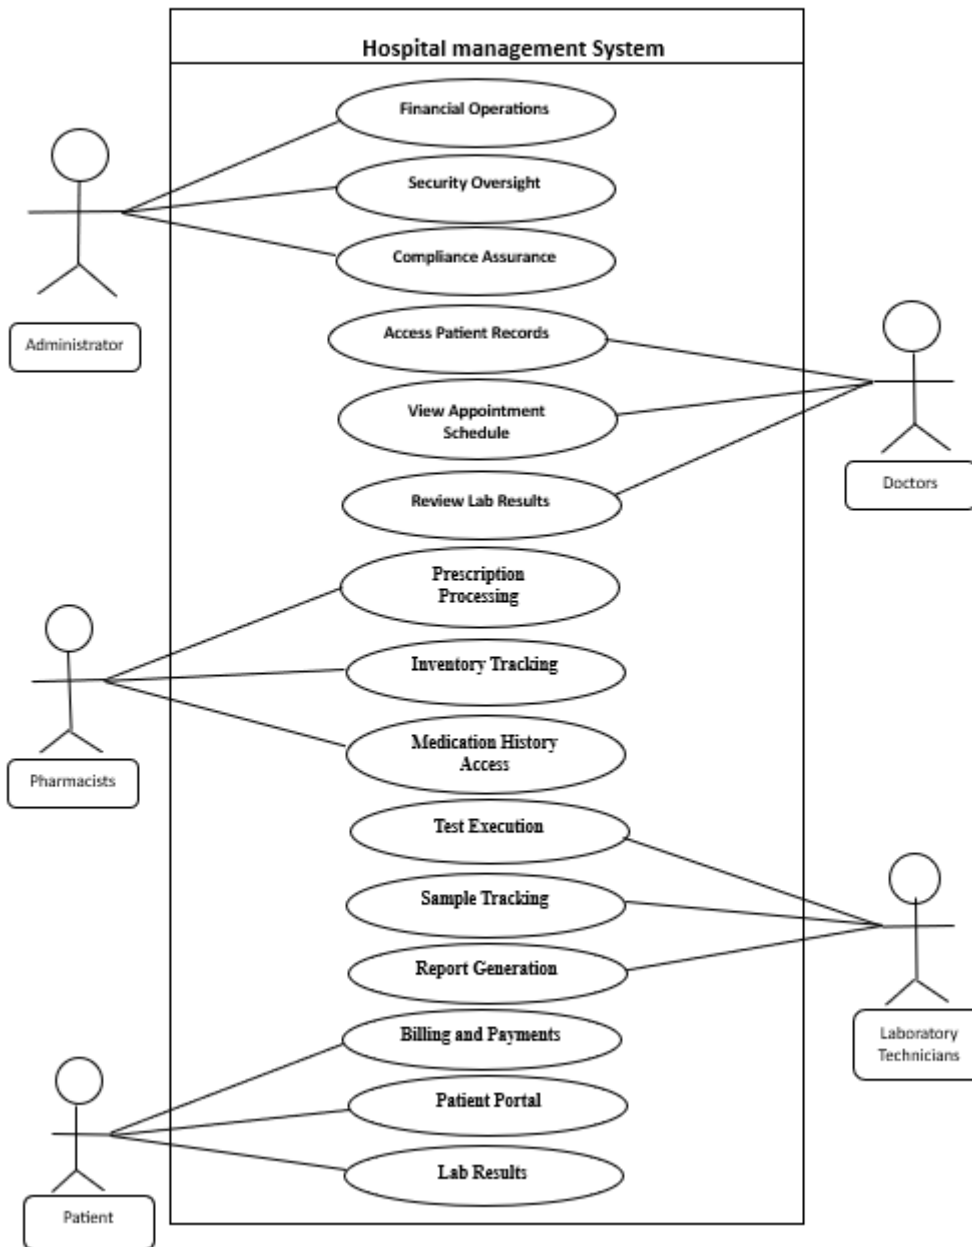 Hospital management System
Financial Operations
Security Oversight
Compliance Assurance
Administrator
Access Patient Records
View Appointment
Schedule
Doctors
Review Lab Results
Prescription
Processing
Inventory Tracking
Medication History
Access
Pharmacists
Test Execution
Sample Tracking
Report Generation
Laboratory
Technicians
Billing and Payments
Patient Portal
Lab Results
Patient